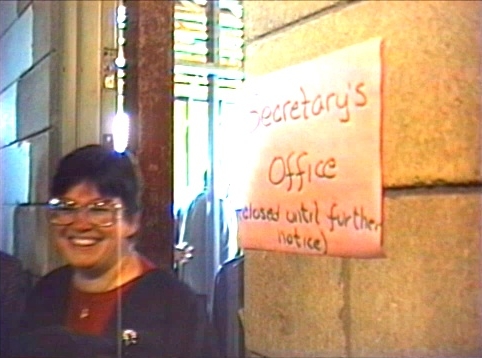 Secretary's
Office
(closed until further
notice)